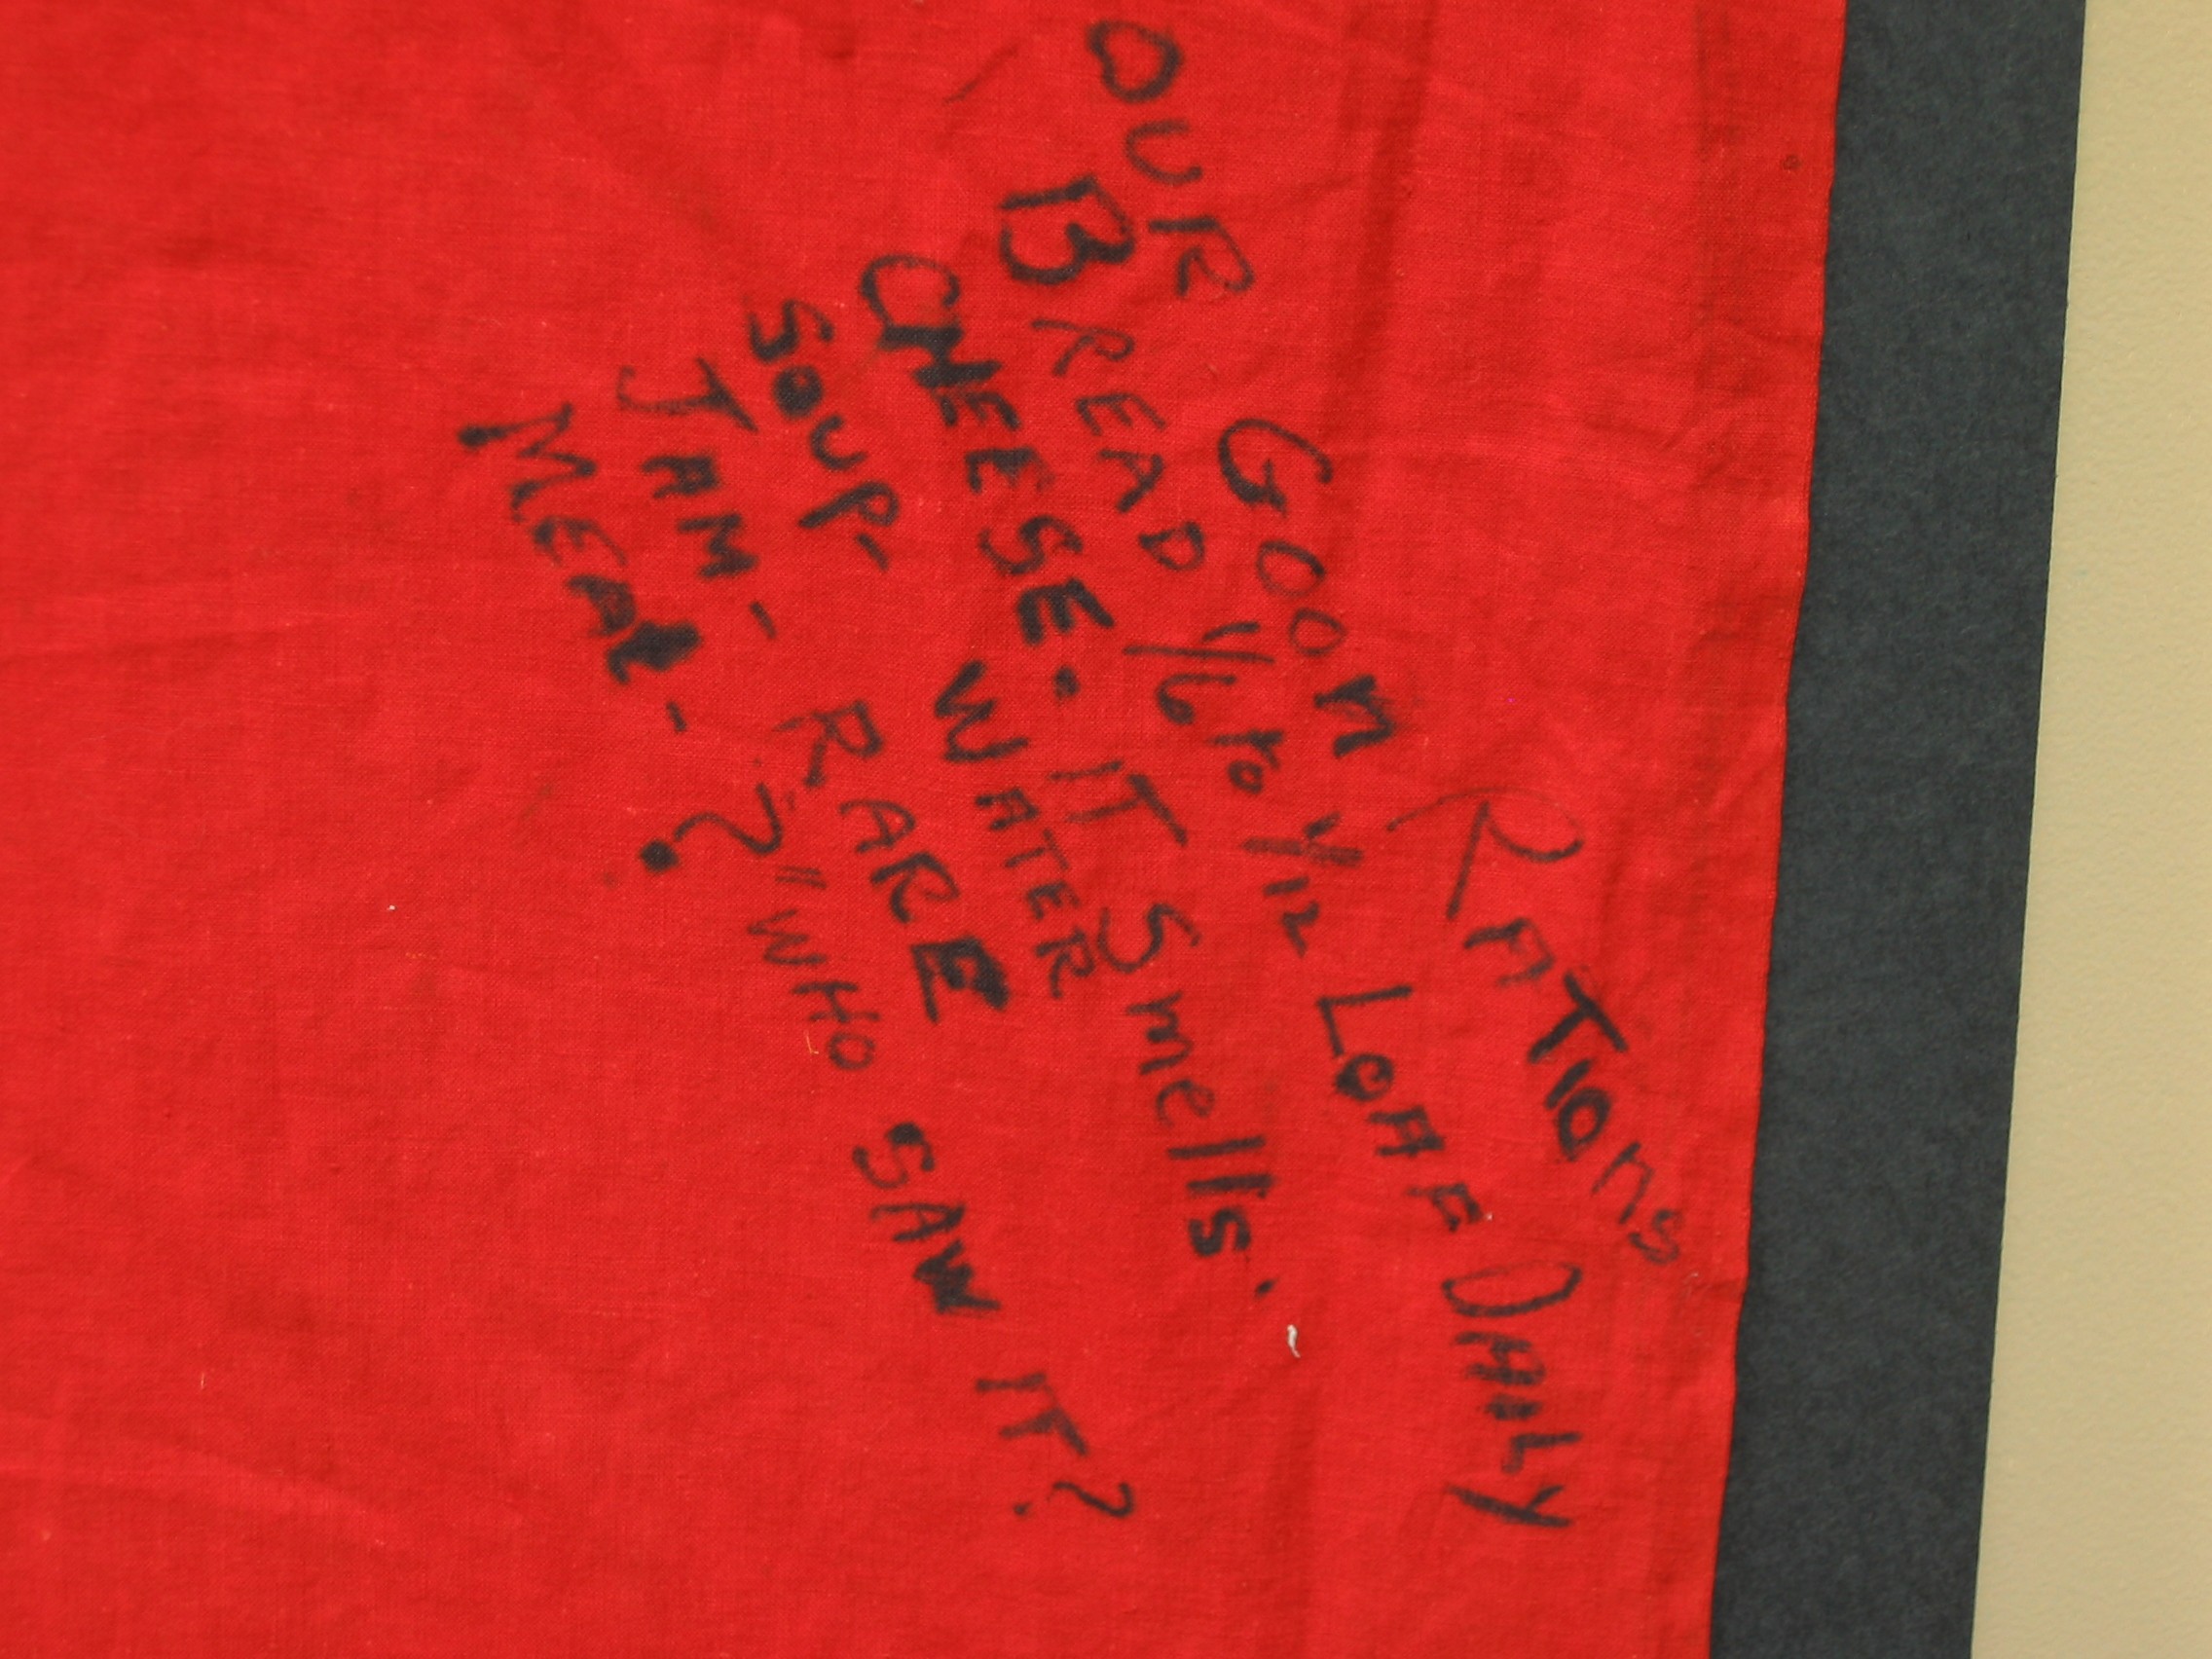 OUR GOON RATIONS
BREAD 1/6 TO 1/12 LOAF DAILY
CHEESE - IT Smells.
SOUP - WATER
JAM - RARE
MEAT - ? "WHO SAW IT?